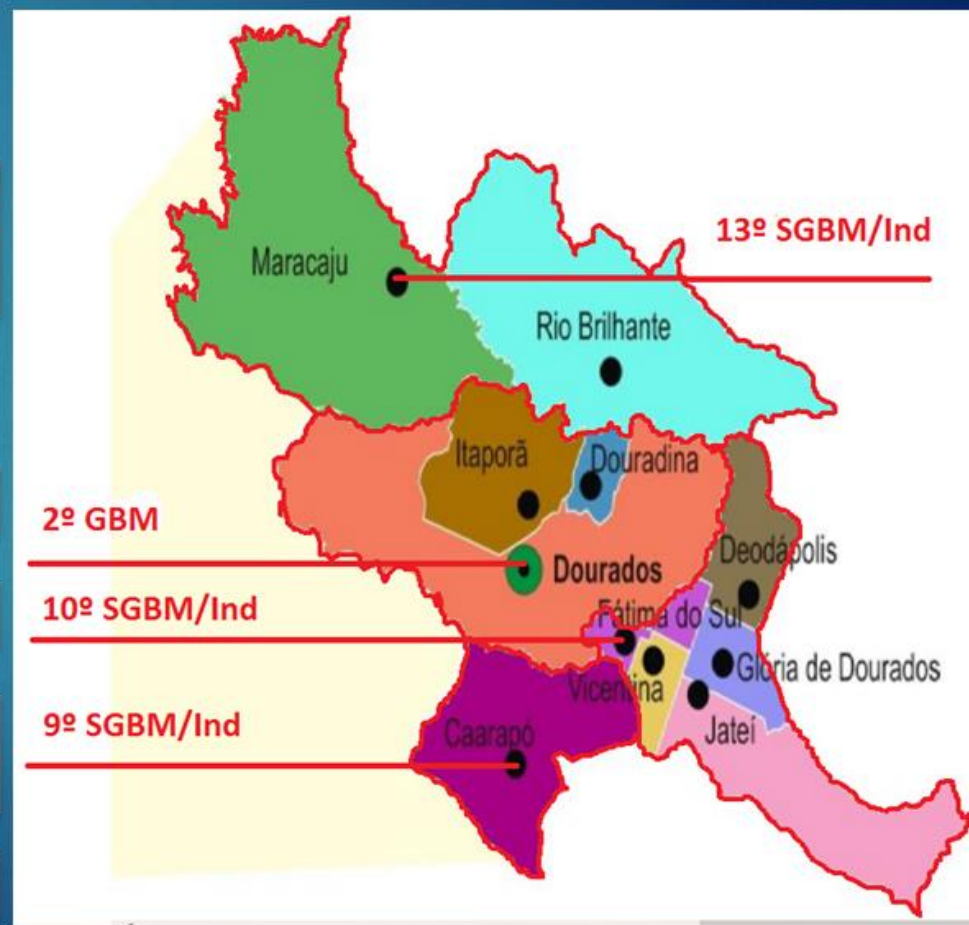 13º SGBM/Ind
Maracaju
Rio Brilhante
Itaporã
Douradina
2º GBM
Deodápolis
Dourados
10º SGBM/Ind
Fátima do Sul
Glória de Dourados
Vicentina
9º SGBM/Ind
Caarapó
Jateí